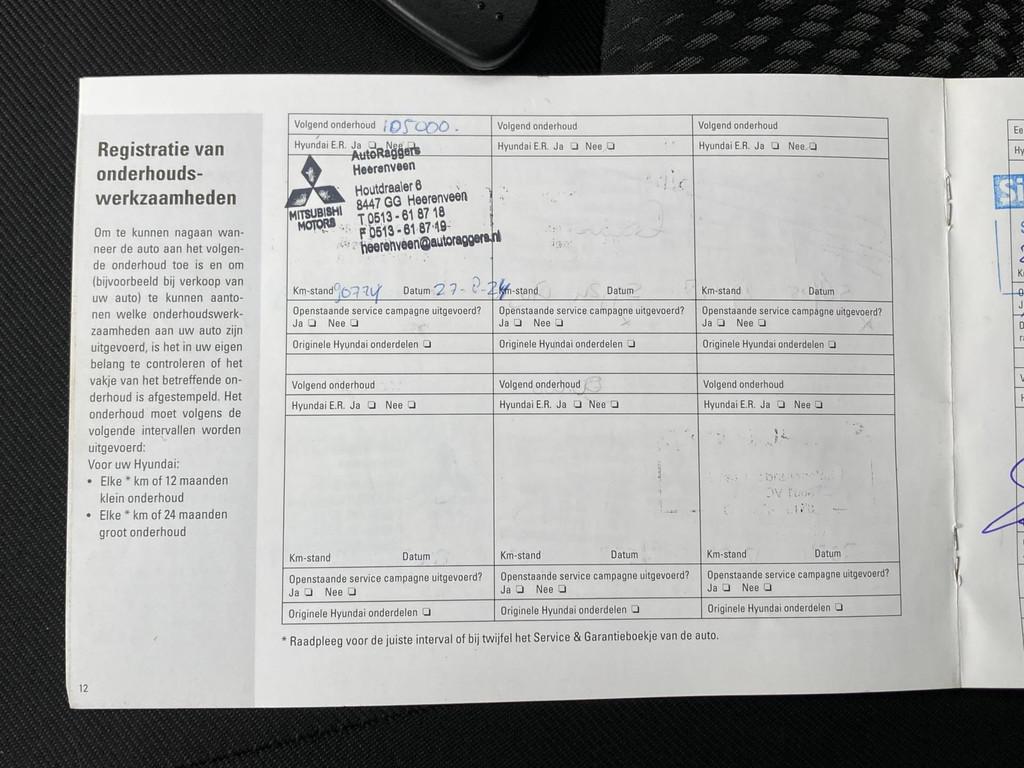 Registratie van
onderhouds-
werkzaamheden
Om te kunnen nagaan wan-
neer de auto aan het volgen-
de onderhoud toe is en om
(bijvoorbeeld bij verkoop van
uw auto) te kunnen aanto-
nen welke onderhoudswerk-
zaamheden aan uw auto zijn
uitgevoerd, is het in uw eigen
belang te controleren of het
vakje van het betreffende on-
derhoud is afgestempeld. Het
onderhoud moet volgens de
volgende intervallen worden
uitgevoerd:
Voor uw Hyundai:
• Elke * km of 12 maanden
klein onderhoud
• Elke * km of 24 maanden
groot onderhoud
12
Volgend onderhoud 105000.
Hyundai E.R. Ja ❏ Nee ❏
MITSUBISHI
MOTORS
AutoRaggers
Heerenveen
Houtdraaier 6
8447 GG Heerenveen
T 0513 - 61 87 18
F 0513 - 61 87 19
heerenveen@autoraggers.nl
Km-stand 90774 Datum 27-8-24
Openstaande service campagne uitgevoerd?
Ja ❏ Nee ❏
Originele Hyundai onderdelen ❏
Volgend onderhoud
Hyundai E.R. Ja ❏ Nee ❏
Km-stand Datum
Openstaande service campagne uitgevoerd?
Ja ❏ Nee ❏
Originele Hyundai onderdelen ❏
Volgend onderhoud
Hyundai E.R. Ja ❏ Nee ❏
Km-stand Datum
Openstaande service campagne uitgevoerd?
Ja ❏ Nee ❏
Originele Hyundai onderdelen ❏
Volgend onderhoud
Hyundai E.R. Ja ❏ Nee ❏
Km-stand Datum
Openstaande service campagne uitgevoerd?
Ja ❏ Nee ❏
Originele Hyundai onderdelen ❏
Volgend onderhoud
Hyundai E.R. Ja ❏ Nee ❏
Km-stand Datum
Openstaande service campagne uitgevoerd?
Ja ❏ Nee ❏
Originele Hyundai onderdelen ❏
Volgend onderhoud
Hyundai E.R. Ja ❏ Nee ❏
Km-stand Datum
Openstaande service campagne uitgevoerd?
Ja ❏ Nee ❏
Originele Hyundai onderdelen ❏
* Raadpleeg voor de juiste interval of bij twijfel het Service & Garantieboekje van de auto.